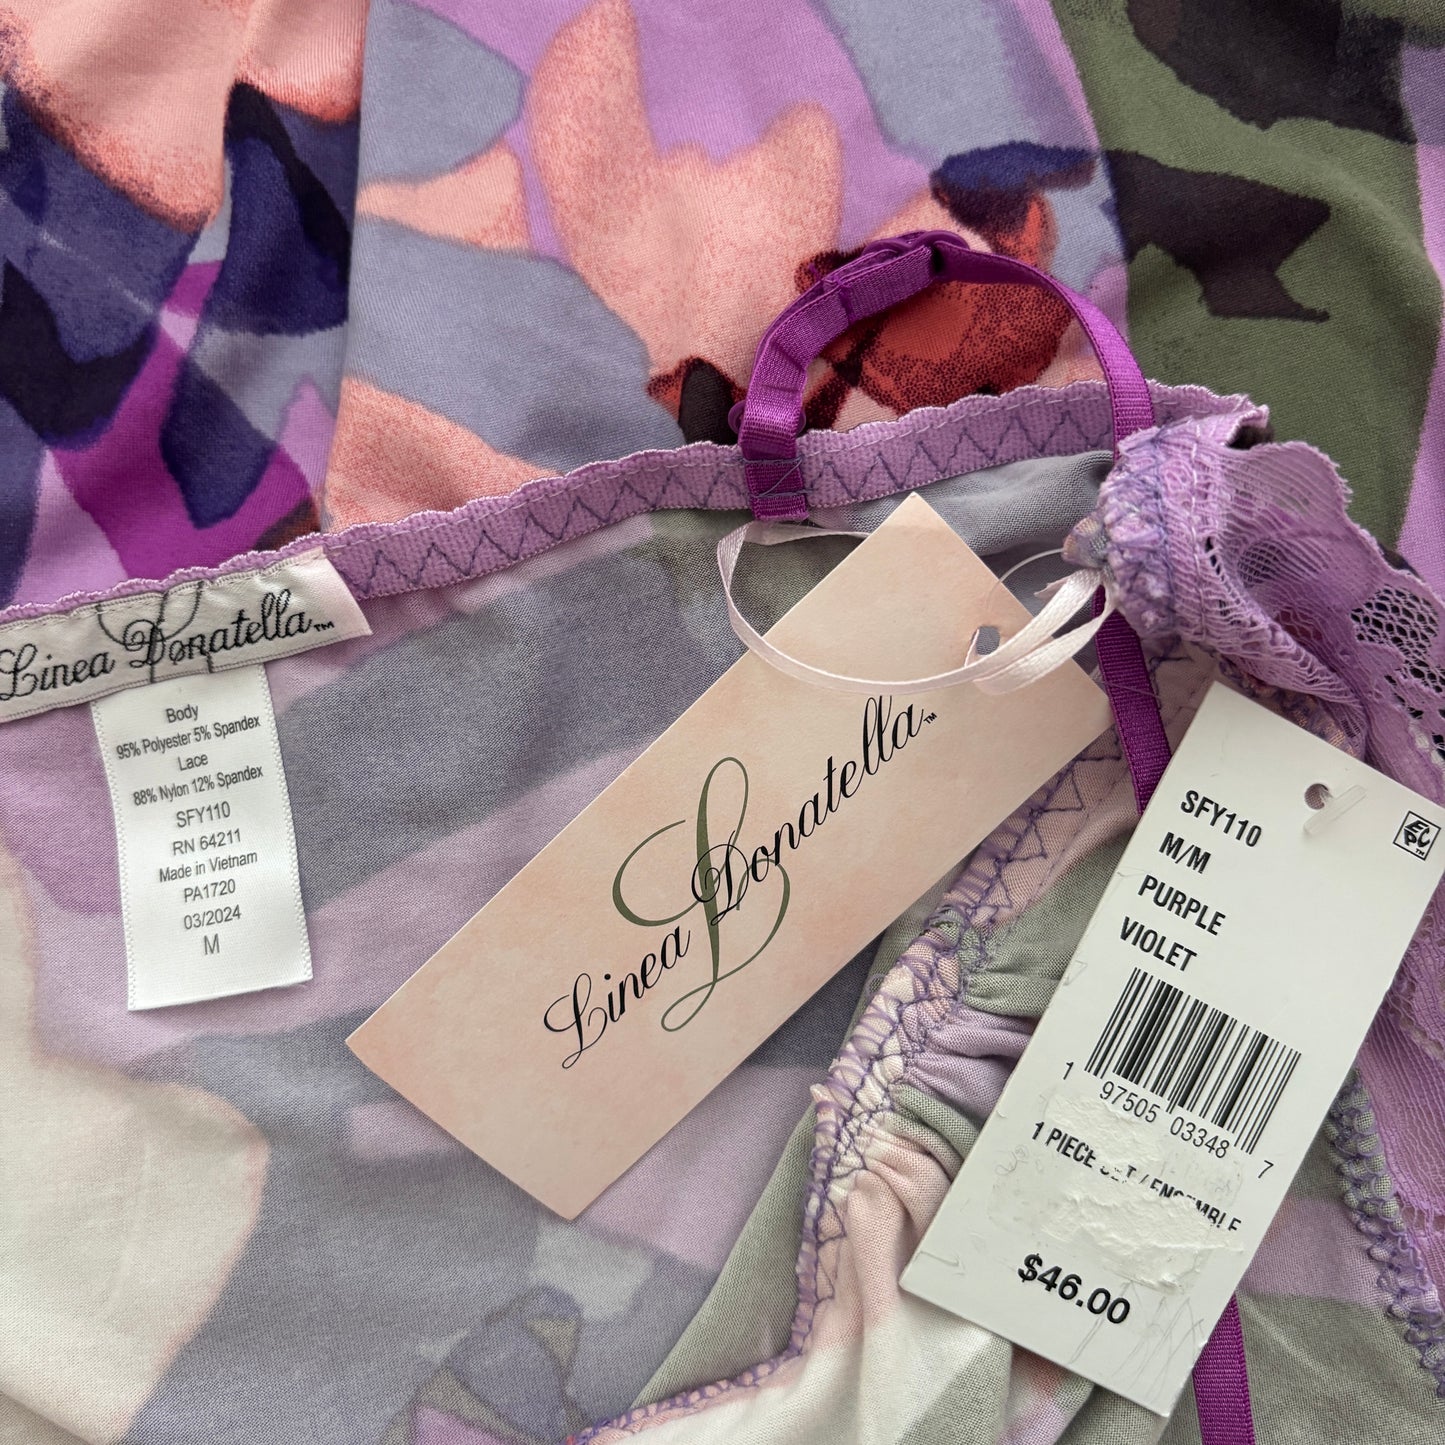 Linea Donatella™
Body
95% Polyester 5% Spandex
Lace
88% Nylon 12% Spandex
SFY110
RN 64211
Made in Vietnam
PA1720
03/2024
M
Linea Donatella™
SFY110
M/M
PURPLE
VIOLET
1 97505 03348 7
1 PIECE SET / ENSEMBLE
$46.00